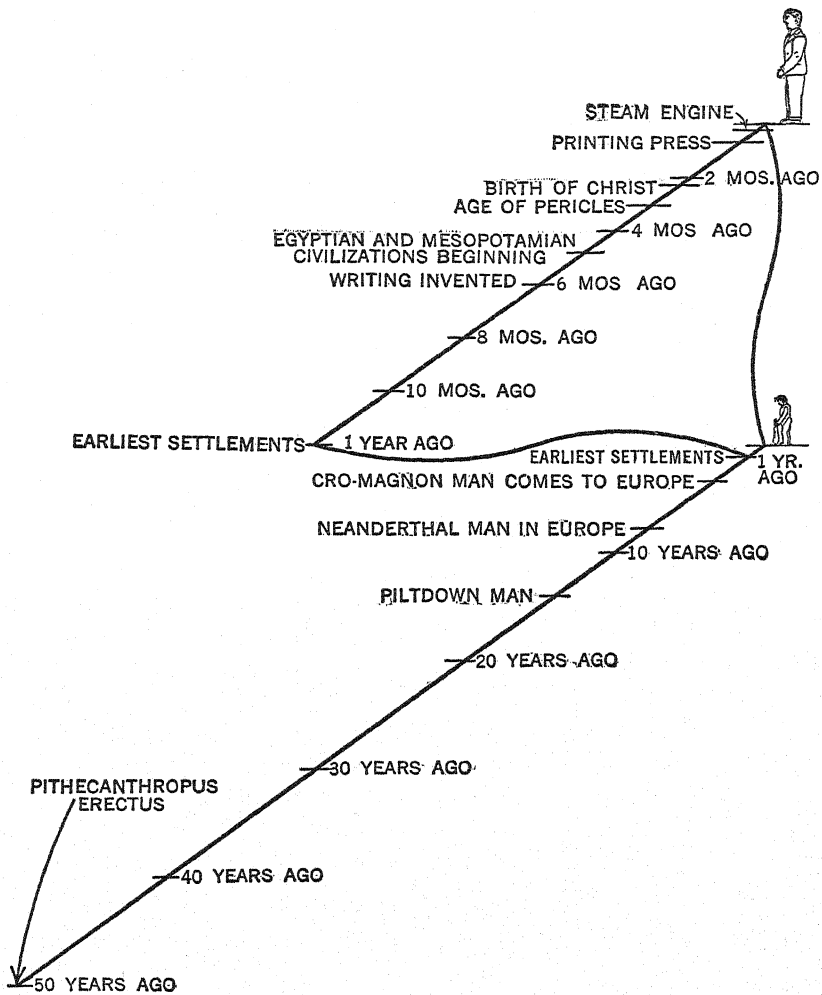 STEAM ENGINE
PRINTING PRESS
2 MOS. AGO
BIRTH OF CHRIST
AGE OF PERICLES
4 MOS AGO
EGYPTIAN AND MESOPOTAMIAN
CIVILIZATIONS BEGINNING
WRITING INVENTED
6 MOS AGO
8 MOS. AGO
10 MOS. AGO
EARLIEST SETTLEMENTS
1 YEAR AGO
EARLIEST SETTLEMENTS
1 YR.
AGO
CRO-MAGNON MAN COMES TO EUROPE
NEANDERTHAL MAN IN EUROPE
10 YEARS AGO
PILTDOWN MAN
20 YEARS AGO
30 YEARS AGO
PITHECANTHROPUS
ERECTUS
40 YEARS AGO
50 YEARS AGO